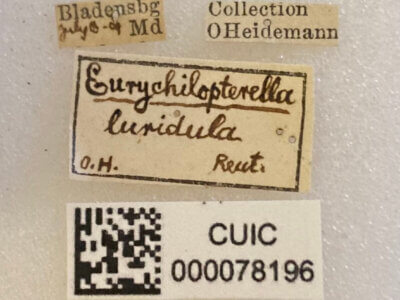 Bladensbg
July 8-09 Md
Collection
OHeidemann
Eurychilopterella
luridula
O.H. Reut.
CUIC
000078196